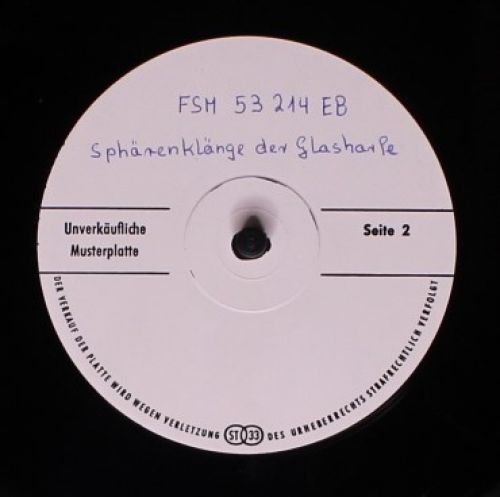 FSM 53 214 EB
Sphärenklänge der Glasharfe
Unverkäufliche
Musterplatte
Seite 2
DER VERKAUF DER PLATTE WIRD WEGEN VERLETZUNG ST 33 DES URHEBERRECHTS STRAFRECHTLICH VERFOLGT